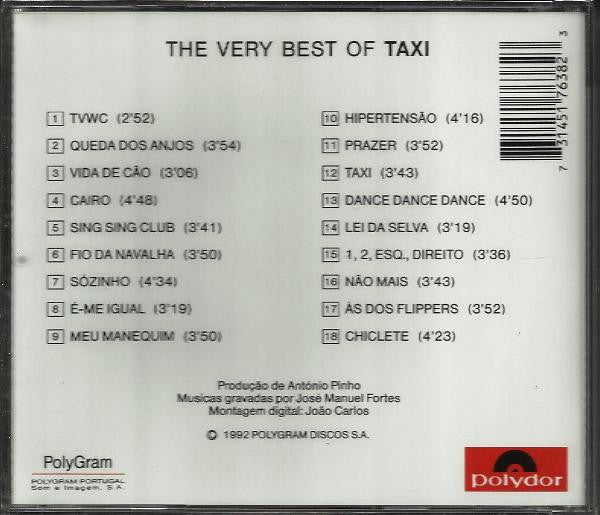 THE VERY BEST OF TAXI
1 TVWC (2'52)
2 QUEDA DOS ANJOS (3'54)
3 VIDA DE CÃO (3'06)
4 CAIRO (4'48)
5 SING SING CLUB (3'41)
6 FIO DA NAVALHA (3'50)
7 SÓZINHO (4'34)
8 É-ME IGUAL (3'19)
9 MEU MANEQUIM (3'50)
10 HIPERTENSÃO (4'16)
11 PRAZER (3'52)
12 TAXI (3'43)
13 DANCE DANCE DANCE (4'50)
14 LEI DA SELVA (3'19)
15 1, 2, ESQ., DIREITO (3'36)
16 NÃO MAIS (3'43)
17 ÀS DOS FLIPPERS (3'52)
18 CHICLETE (4'23)
7 31451 76382 3
Produção de António Pinho
Musicas gravadas por José Manuel Fortes
Montagem digital: João Carlos
© 1992 POLYGRAM DISCOS S.A.
PolyGram
POLYGRAM PORTUGAL
Som e Imagem, S.A.
polydor